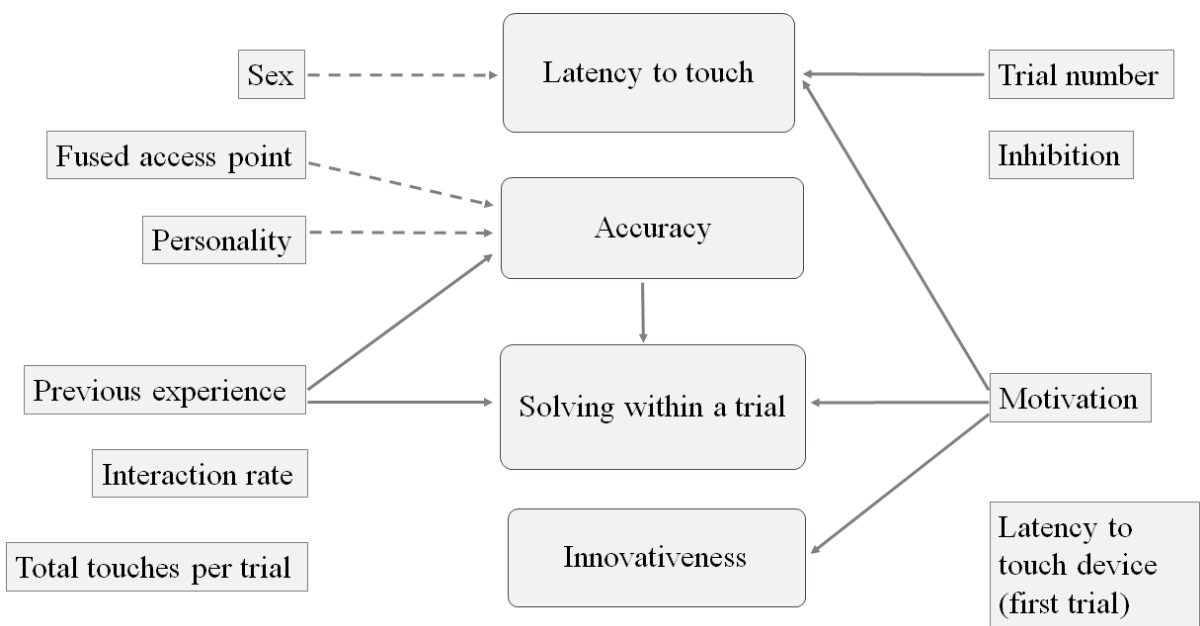 Sex
Latency to touch
Trial number
Fused access point
Inhibition
Personality
Accuracy
Previous experience
Solving within a trial
Motivation
Interaction rate
Total touches per trial
Innovativeness
Latency to
touch device
(first trial)